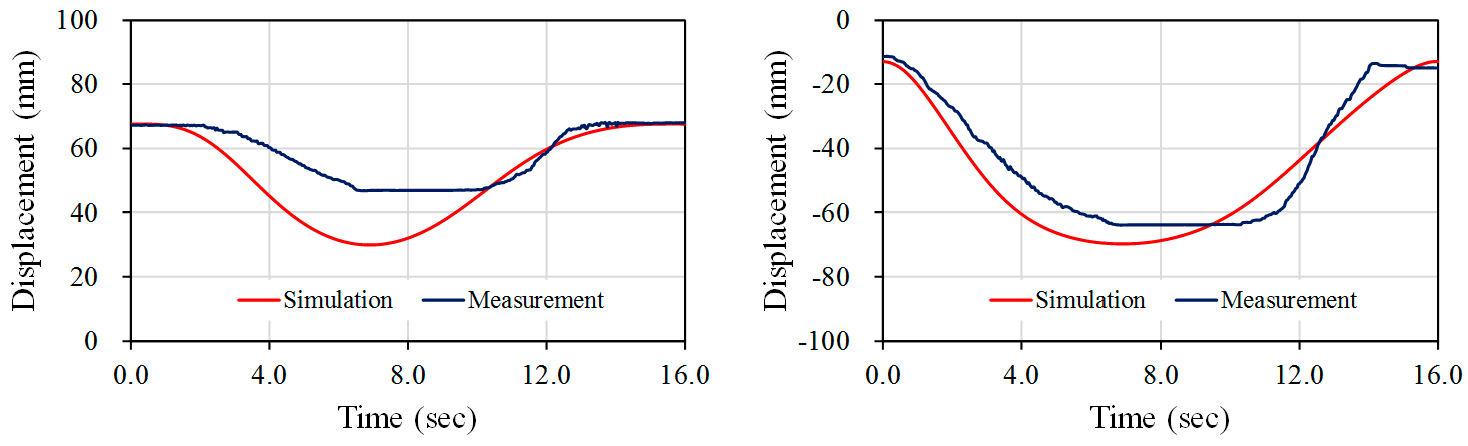 100
80
60
40
20
0
Displacement (mm)
Simulation Measurement
0.0 4.0 8.0 12.0 16.0
Time (sec)
0
-20
-40
-60
-80
-100
Displacement (mm)
Simulation Measurement
0.0 4.0 8.0 12.0 16.0
Time (sec)